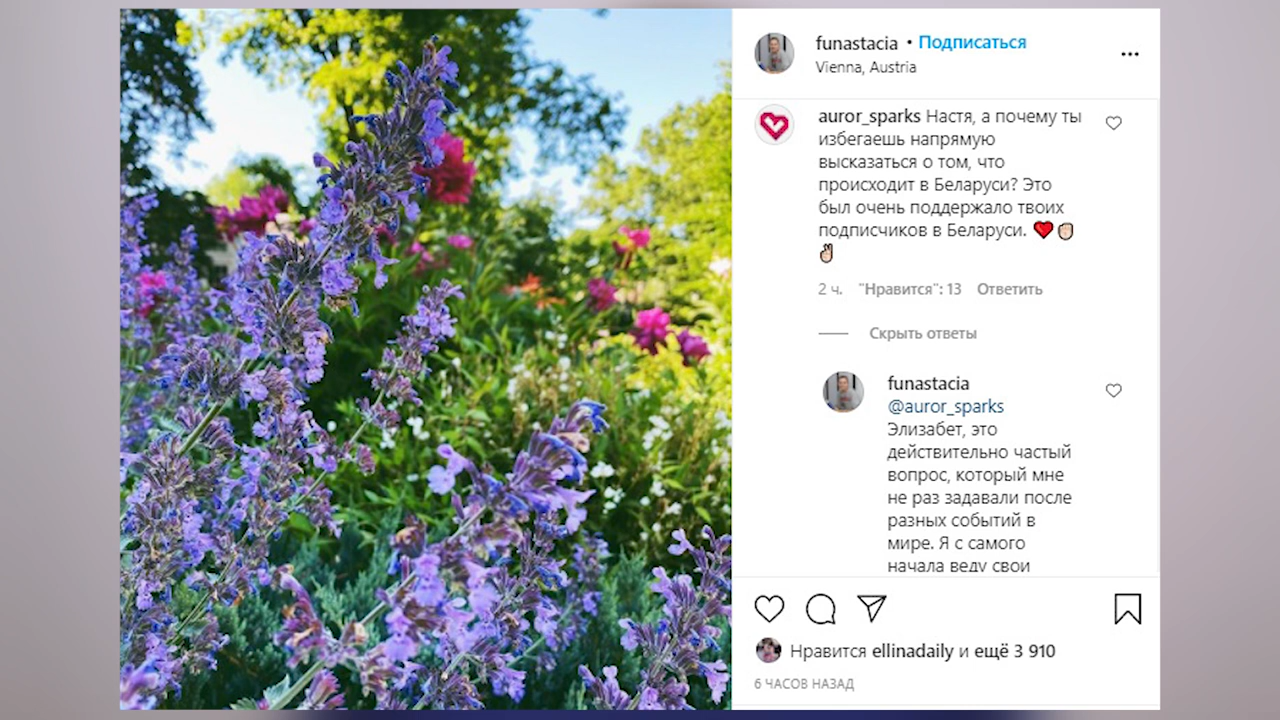 funastacia • Подписаться
Vienna, Austria
auror_sparks Настя, а почему ты
избегаешь напрямую
высказаться о том, что
происходит в Беларуси? Это
был очень поддержало твоих
подписчиков в Беларуси. ❤️✊🏻
✌🏻
2 ч. "Нравится": 13 Ответить
Скрыть ответы
funastacia
@auror_sparks
Элизабет, это
действительно частый
вопрос, который мне
не раз задавали после
разных событий в
мире. Я с самого
начала веду свои
Нравится ellinadaily и ещё 3 910
6 ЧАСОВ НАЗАД